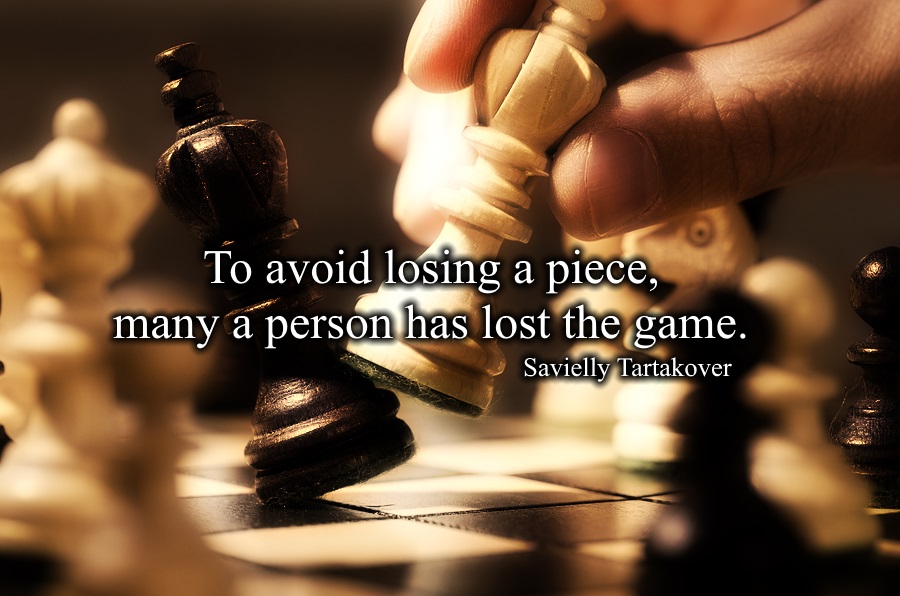 To avoid losing a piece,
many a person has lost the game.
Savielly Tartakover